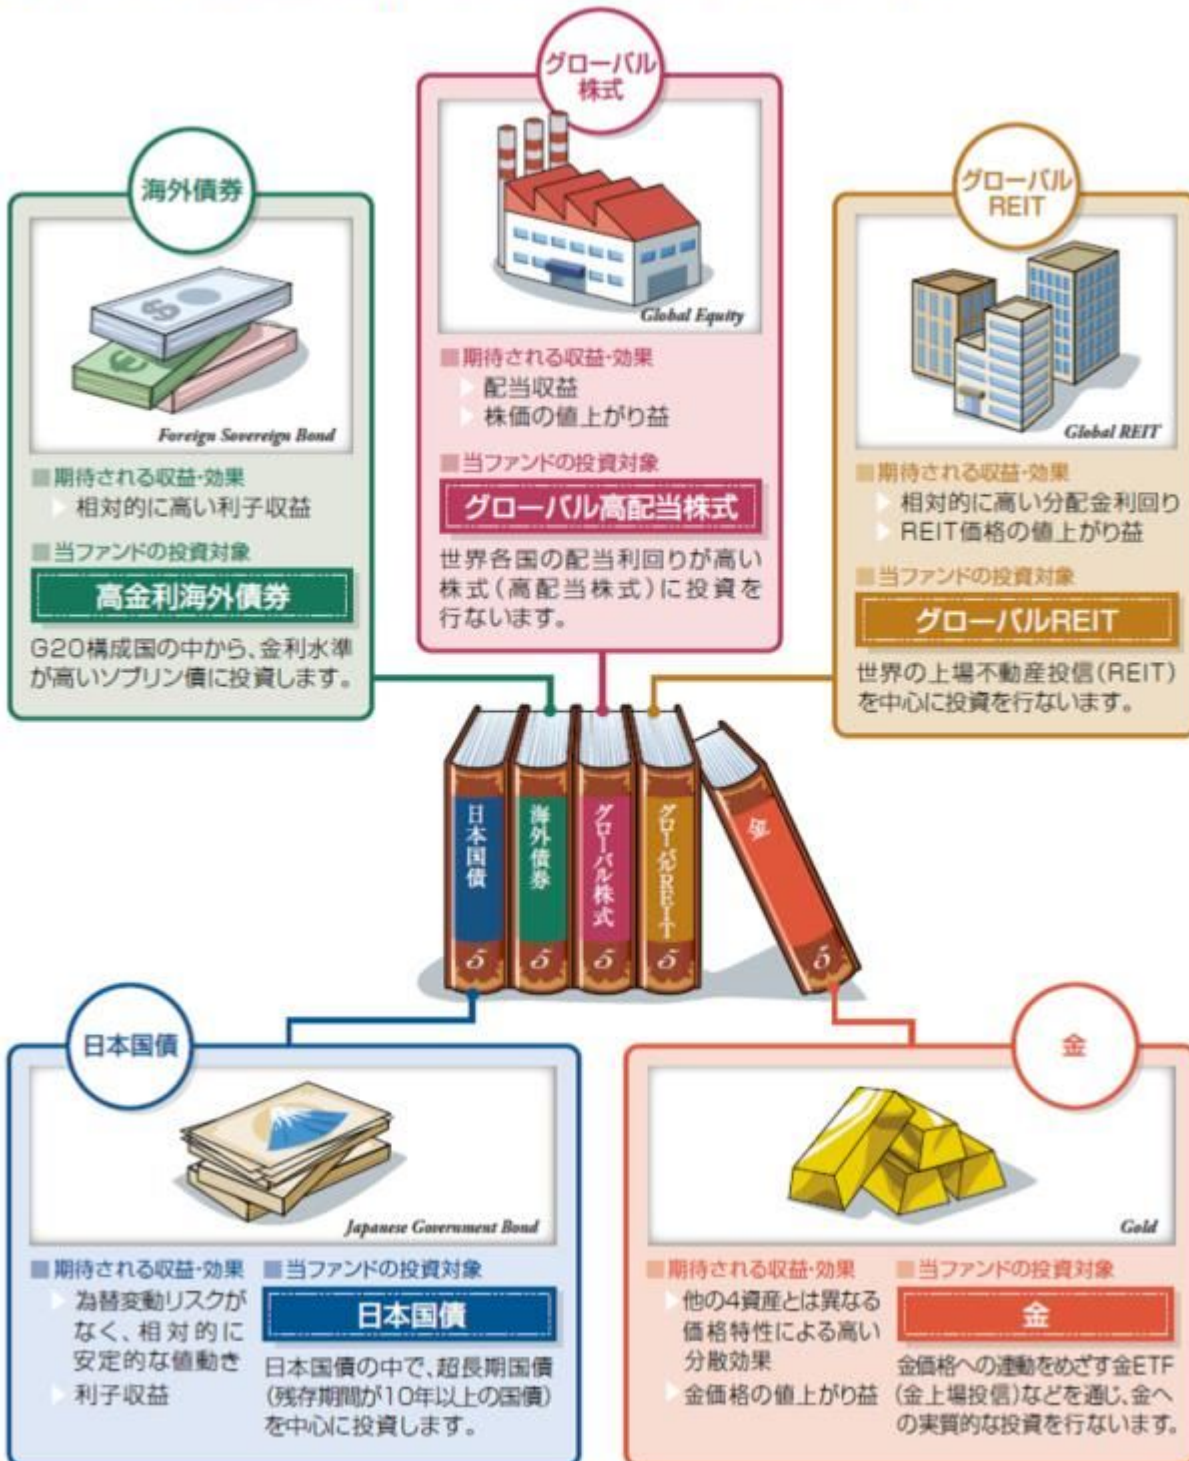 グローバル
株式
Global Equity
■期待される収益・効果
配当収益
株価の値上がり益
■当ファンドの投資対象
グローバル高配当株式
世界各国の配当利回りが高い
株式(高配当株式)に投資を
行ないます。
海外債券
Foreign Sovereign Bond
■期待される収益・効果
相対的に高い利子収益
■当ファンドの投資対象
高金利海外債券
G20構成国の中から、金利水準
が高いソブリン債に投資します。
グローバル
REIT
Global REIT
■期待される収益・効果
相対的に高い分配金利回り
REIT価格の値上がり益
■当ファンドの投資対象
グローバルREIT
世界の上場不動産投信(REIT)
を中心に投資を行ないます。
日本国債
5
海外債券
5
グローバル株式
5
グローバルREIT
5
金
5
日本国債
Japanese Government Bond
■期待される収益・効果
為替変動リスクが
なく、相対的に
安定的な値動き
利子収益
■当ファンドの投資対象
日本国債
日本国債の中で、超長期国債
(残存期間が10年以上の国債)
を中心に投資します。
金
Gold
■期待される収益・効果
他の4資産とは異なる
価格特性による高い
分散効果
金価格の値上がり益
■当ファンドの投資対象
金
金価格への連動をめざす金ETF
(金上場投信)などを通じ、金へ
の実質的な投資を行ないます。